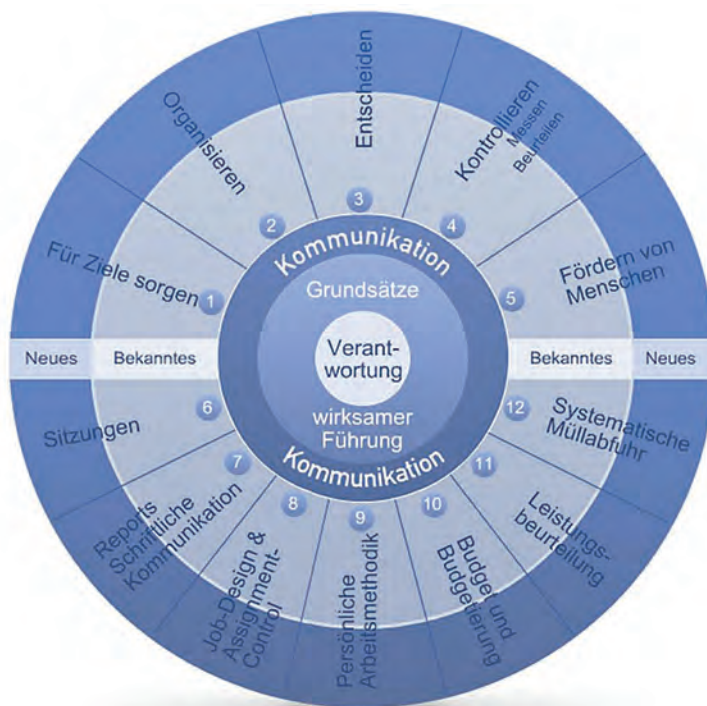 Entscheiden
Organisieren
Kontrollieren
Messen
Beurteilen
Für Ziele sorgen
Fördern von
Menschen
1
2
3
4
5
Kommunikation
Grundsätze
Verant-
wortung
wirksamer
Führung
Kommunikation
Neues
Bekanntes
Bekanntes
Neues
6
7
8
9
10
11
12
Sitzungen
Reports
Schriftliche
Kommunikation
Job-Design &
Assignment-
Control
Persönliche
Arbeitsmethodik
Budget und
Budgetierung
Leistungs-
beurteilung
Systematische
Müllabfuhr